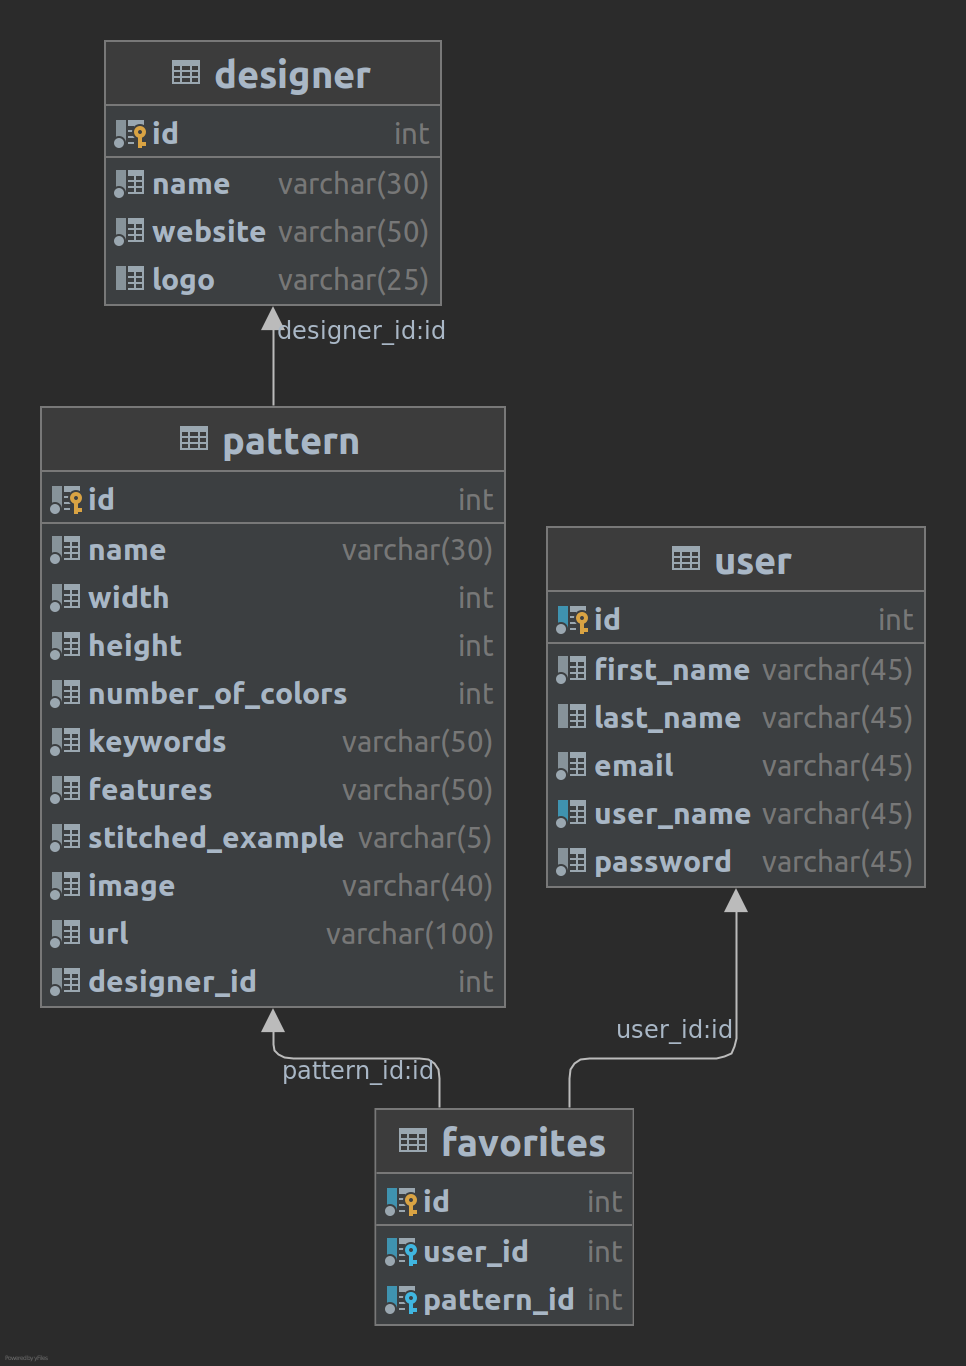 designer
id int
name varchar(30)
website varchar(50)
logo varchar(25)
designer_id:id
pattern
id int
name varchar(30)
width int
height int
number_of_colors int
keywords varchar(50)
features varchar(50)
stitched_example varchar(5)
image varchar(40)
url varchar(100)
designer_id int
user
id int
first_name varchar(45)
last_name varchar(45)
email varchar(45)
user_name varchar(45)
password varchar(45)
user_id:id
pattern_id:id
favorites
id int
user_id int
pattern_id int
Powered by yFiles